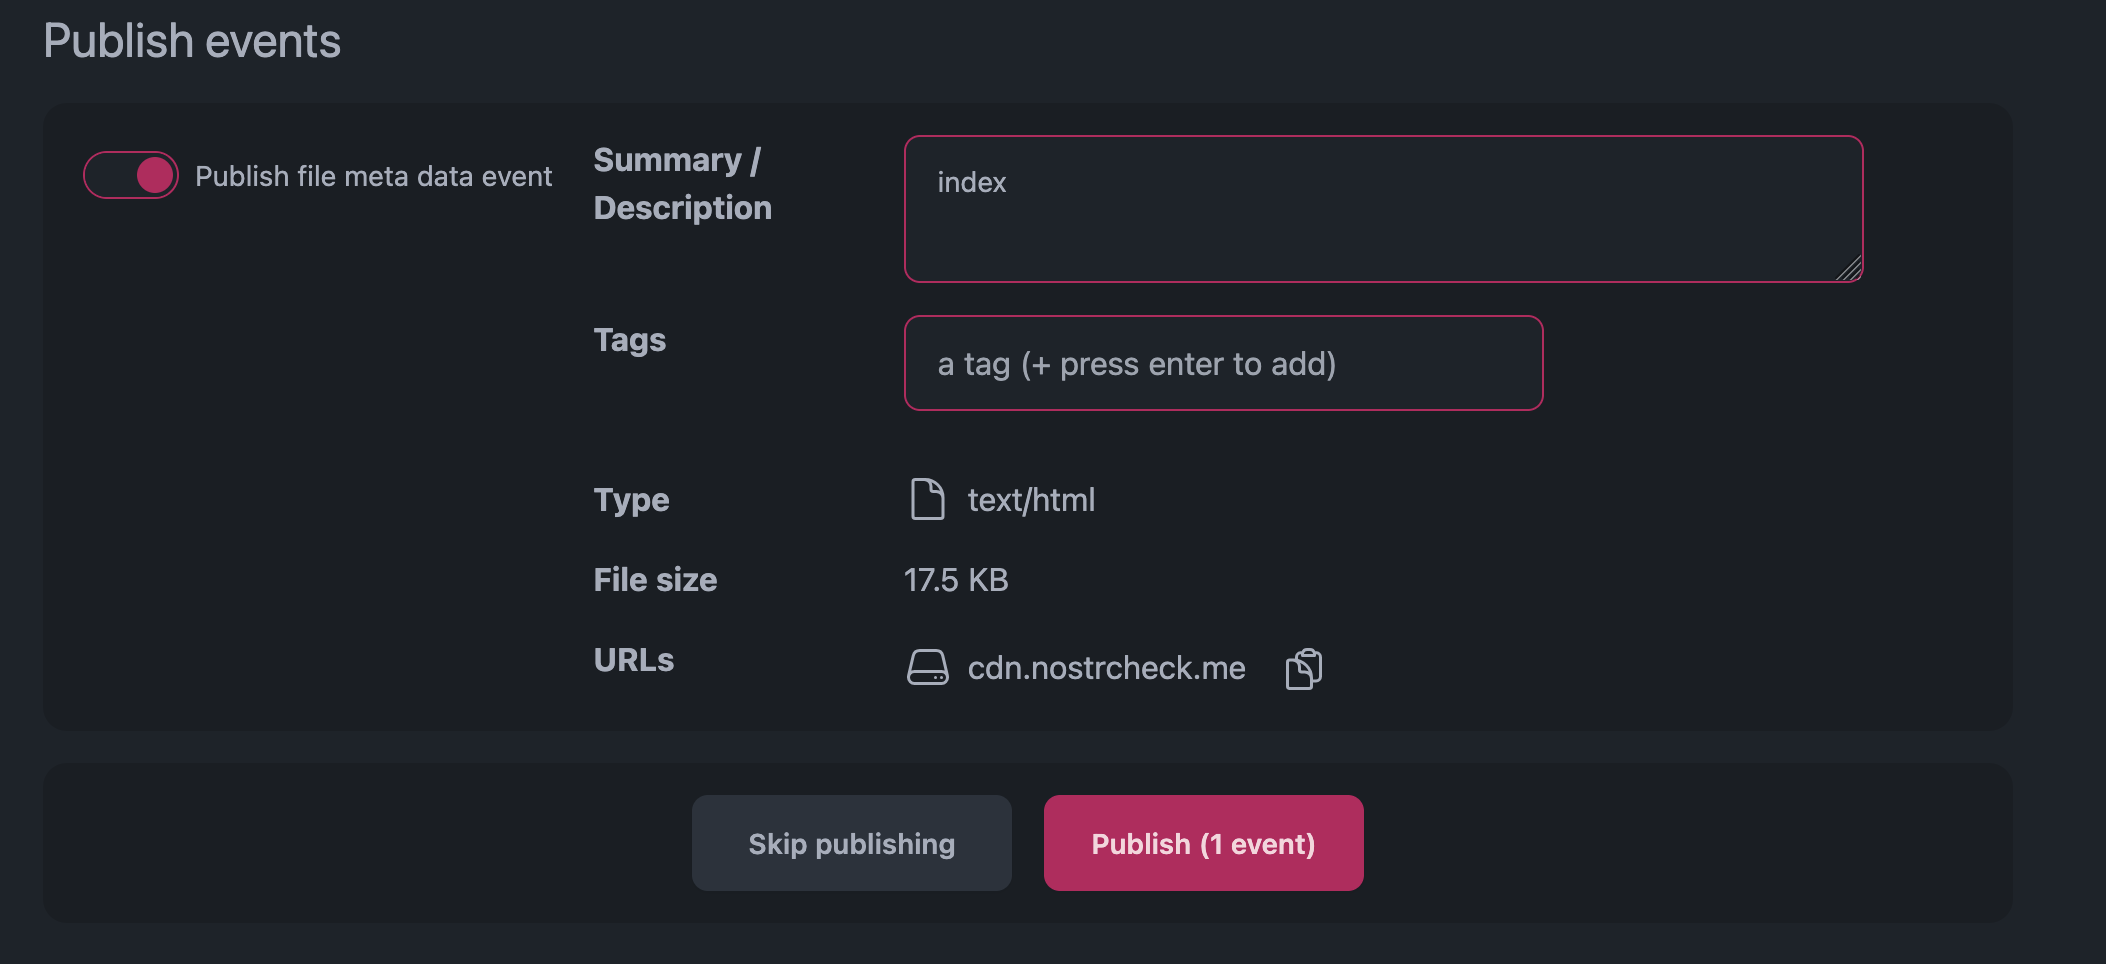 Publish events
Publish file meta data event
Summary /
Description
index
Tags
a tag (+ press enter to add)
Type
text/html
File size
17.5 KB
URLs
cdn.nostrcheck.me
Skip publishing
Publish (1 event)